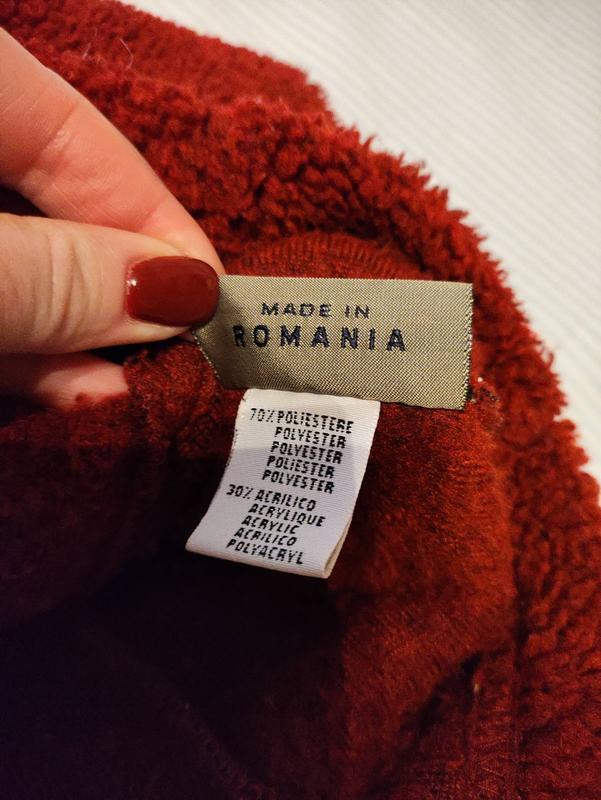 MADE IN
ROMANIA
70% POLIESTERE
POLYESTER
POLYESTER
POLIESTER
POLYESTER
30% ACRILICO
ACRYLIQUE
ACRYLIC
ACRILICO
POLYACRYL